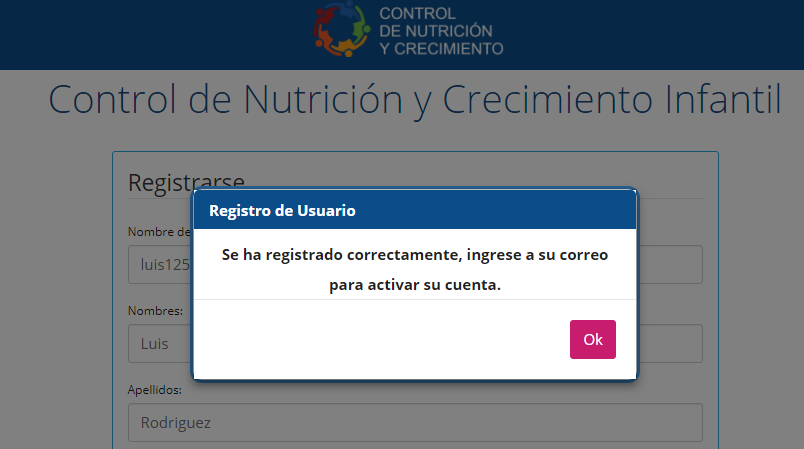 CONTROL
DE NUTRICIÓN
Y CRECIMIENTO
Control de Nutrición y Crecimiento Infantil
Registrarse
Registro de Usuario
Nombre de
Se ha registrado correctamente, ingrese a su correo
luis125
para activar su cuenta.
Nombres:
Luis
Ok
Apellidos:
Rodriguez